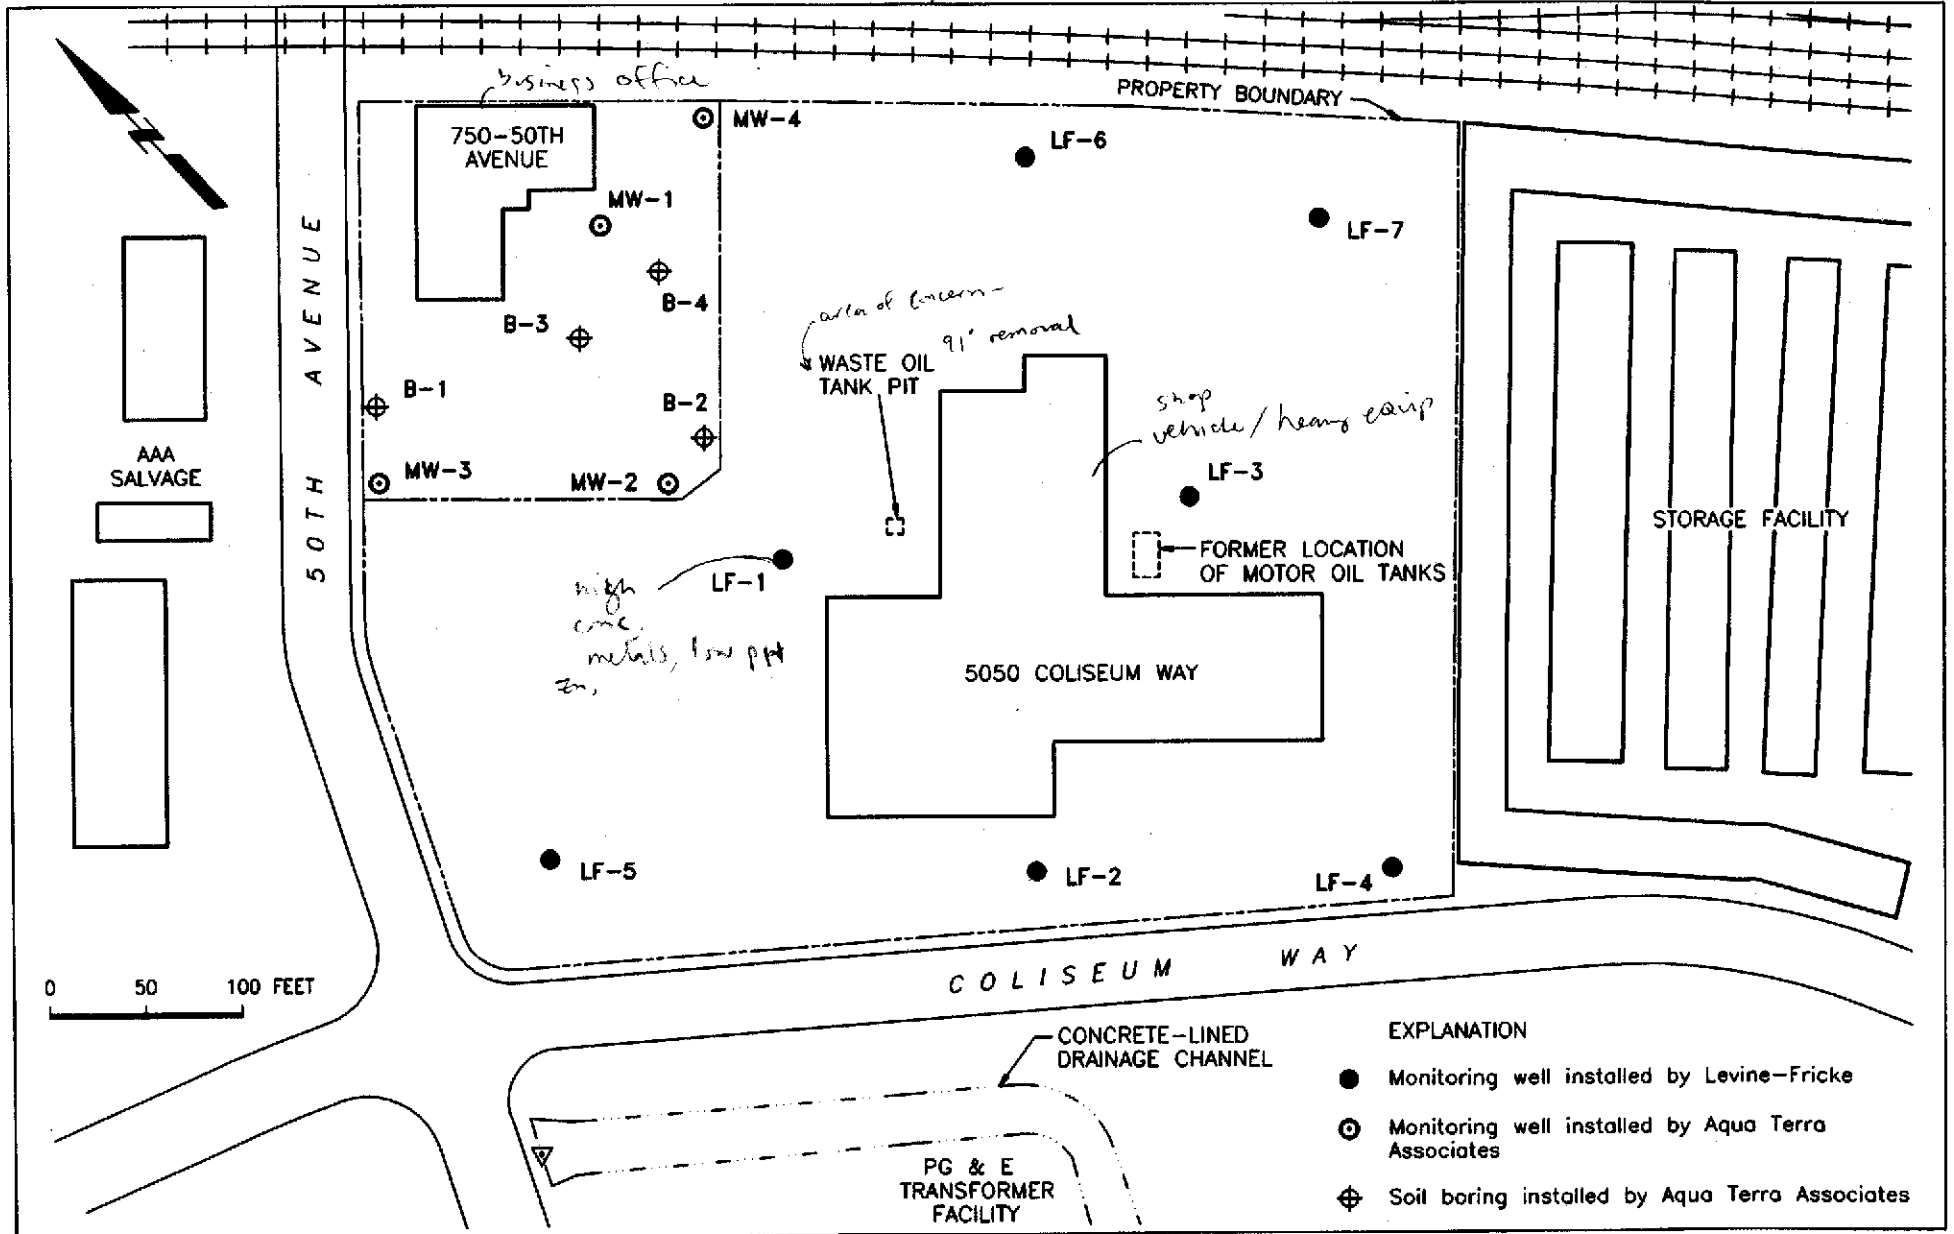 business office
PROPERTY BOUNDARY
750-50TH
AVENUE
MW-4
LF-6
MW-1
LF-7
50TH AVENUE
B-4
area of concern-
B-3
91' removal
WASTE OIL
TANK PIT
B-1
B-2
shop
vehicle/heavy equip
AAA
SALVAGE
MW-3
MW-2
LF-3
STORAGE FACILITY
FORMER LOCATION
OF MOTOR OIL TANKS
LF-1
high
conc.
metals, low ppt
Zn,
5050 COLISEUM WAY
LF-5
LF-2
LF-4
COLISEUM WAY
0 50 100 FEET
CONCRETE-LINED
DRAINAGE CHANNEL
PG & E
TRANSFORMER
FACILITY
EXPLANATION
Monitoring well installed by Levine-Fricke
Monitoring well installed by Aqua Terra
Associates
Soil boring installed by Aqua Terra Associates